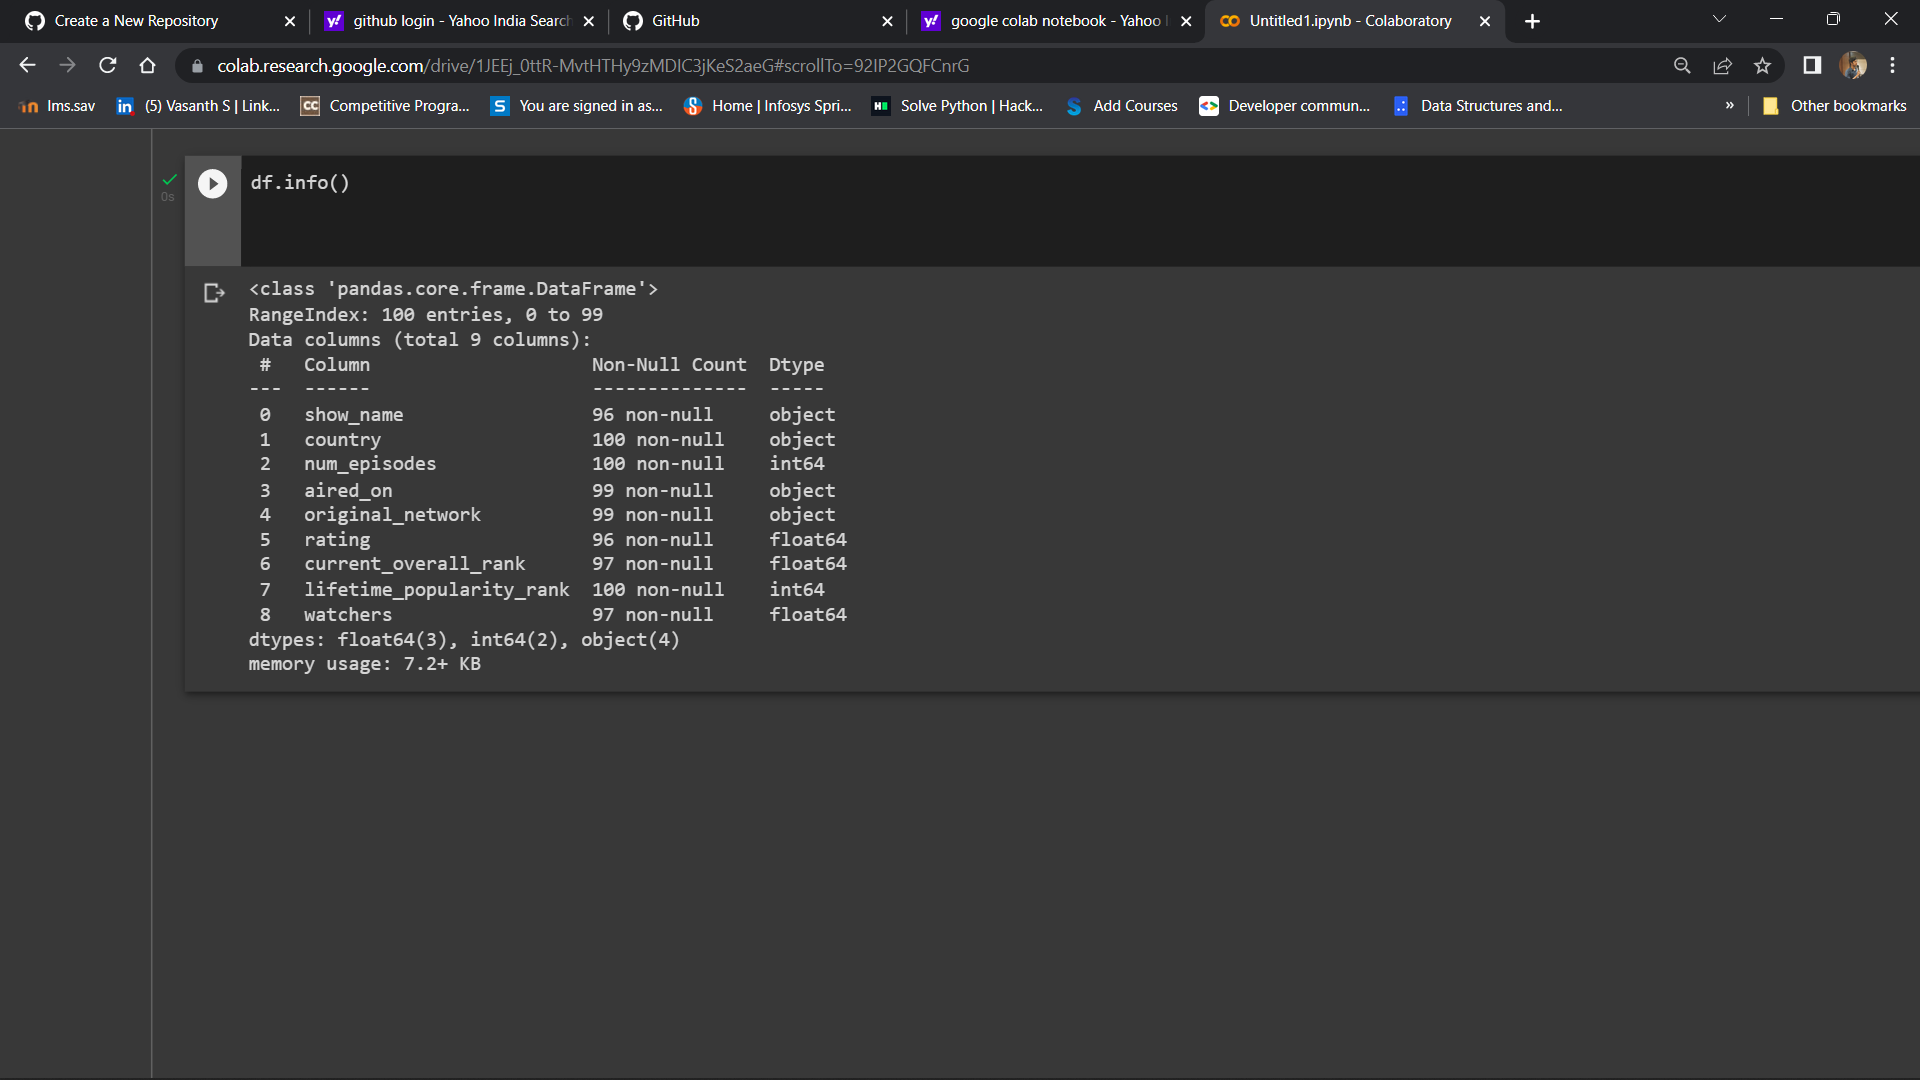 Create a New Repository
github login - Yahoo India Search
GitHub
google colab notebook - Yahoo
Untitled1.ipynb - Colaboratory
colab.research.google.com/drive/1JEEj_0ttR-MvtHTHy9zMDIC3jKeS2aeG#scrollTo=92IP2GQFCnrG
lms.sav
(5) Vasanth S | Link...
Competitive Progra...
You are signed in as...
Home | Infosys Spri...
Solve Python | Hack...
Add Courses
Developer commun...
Data Structures and...
»
Other bookmarks
0s
df.info()
<class 'pandas.core.frame.DataFrame'>
RangeIndex: 100 entries, 0 to 99
Data columns (total 9 columns):
 #   Column                    Non-Null Count  Dtype
---  ------                    --------------  -----
 0   show_name                 96 non-null     object
 1   country                   100 non-null    object
 2   num_episodes              100 non-null    int64
 3   aired_on                  99 non-null     object
 4   original_network          99 non-null     object
 5   rating                    96 non-null     float64
 6   current_overall_rank      97 non-null     float64
 7   lifetime_popularity_rank  100 non-null    int64
 8   watchers                  97 non-null     float64
dtypes: float64(3), int64(2), object(4)
memory usage: 7.2+ KB